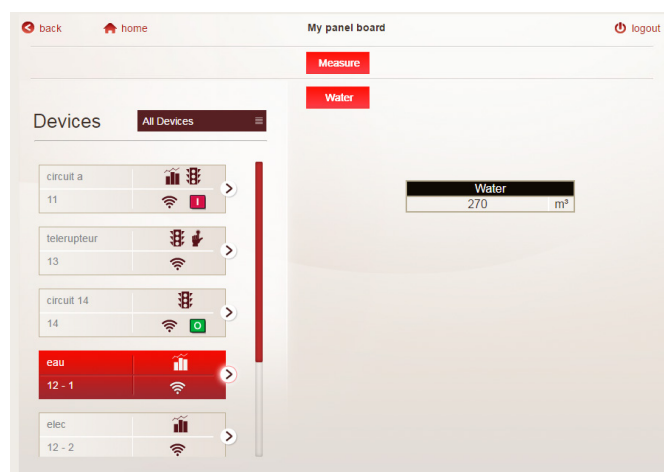 back home My panel board logout
Measure
Water
Devices All Devices
circuit a
11 I
telerupteur
13
circuit 14
14 O
eau
12 - 1
elec
12 - 2
Water
270 m³